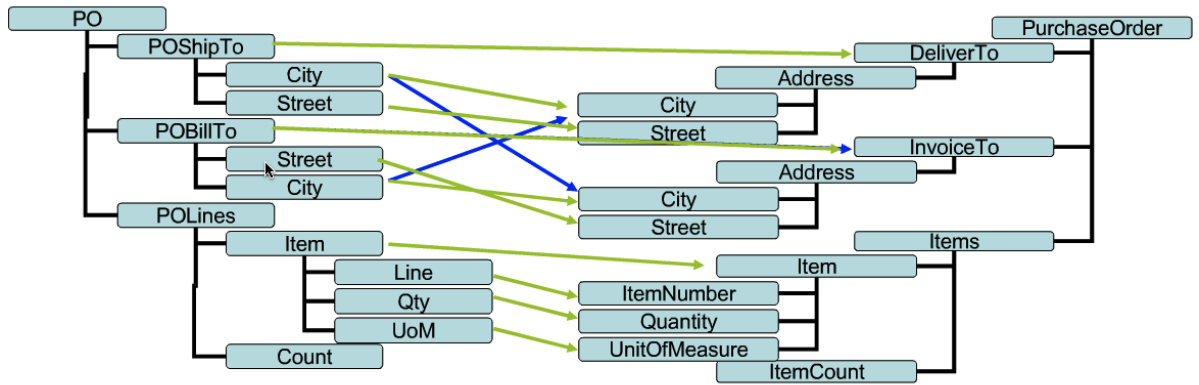 PO
POShipTo
City
Street
POBillTo
Street
City
POLines
Item
Line
Qty
UoM
Count
PurchaseOrder
DeliverTo
Address
City
Street
InvoiceTo
Address
City
Street
Items
Item
ItemNumber
Quantity
UnitOfMeasure
ItemCount